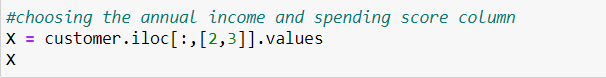 #choosing the annual income and spending score column
X = customer.iloc[:,[2,3]].values
X